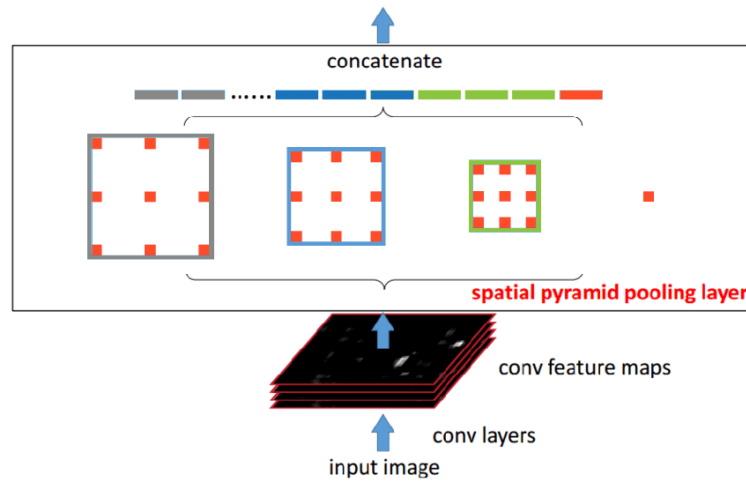 concatenate
......
spatial pyramid pooling layer
conv feature maps
conv layers
input image